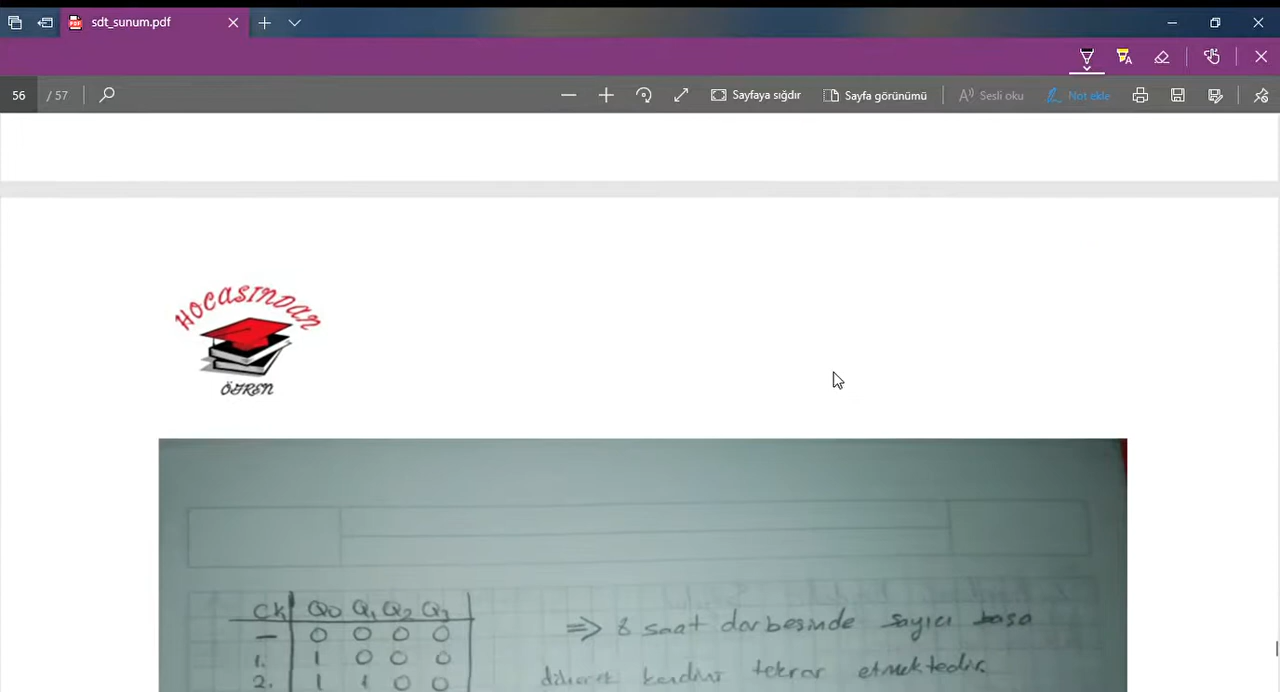 sdt_sunum.pdf
56 / 57
Sayfaya sığdır
Sayfa görünümü
Sesli oku
Not ekle
HOCASINDAN
ÖĞREN
Ck Q0 Q1 Q2 Q3
— 0 0 0 0
1. 1 0 0 0
2. 1 1 0 0
⇒ 8 saat darbesinde sayıcı başa
tekrar etmektedir.